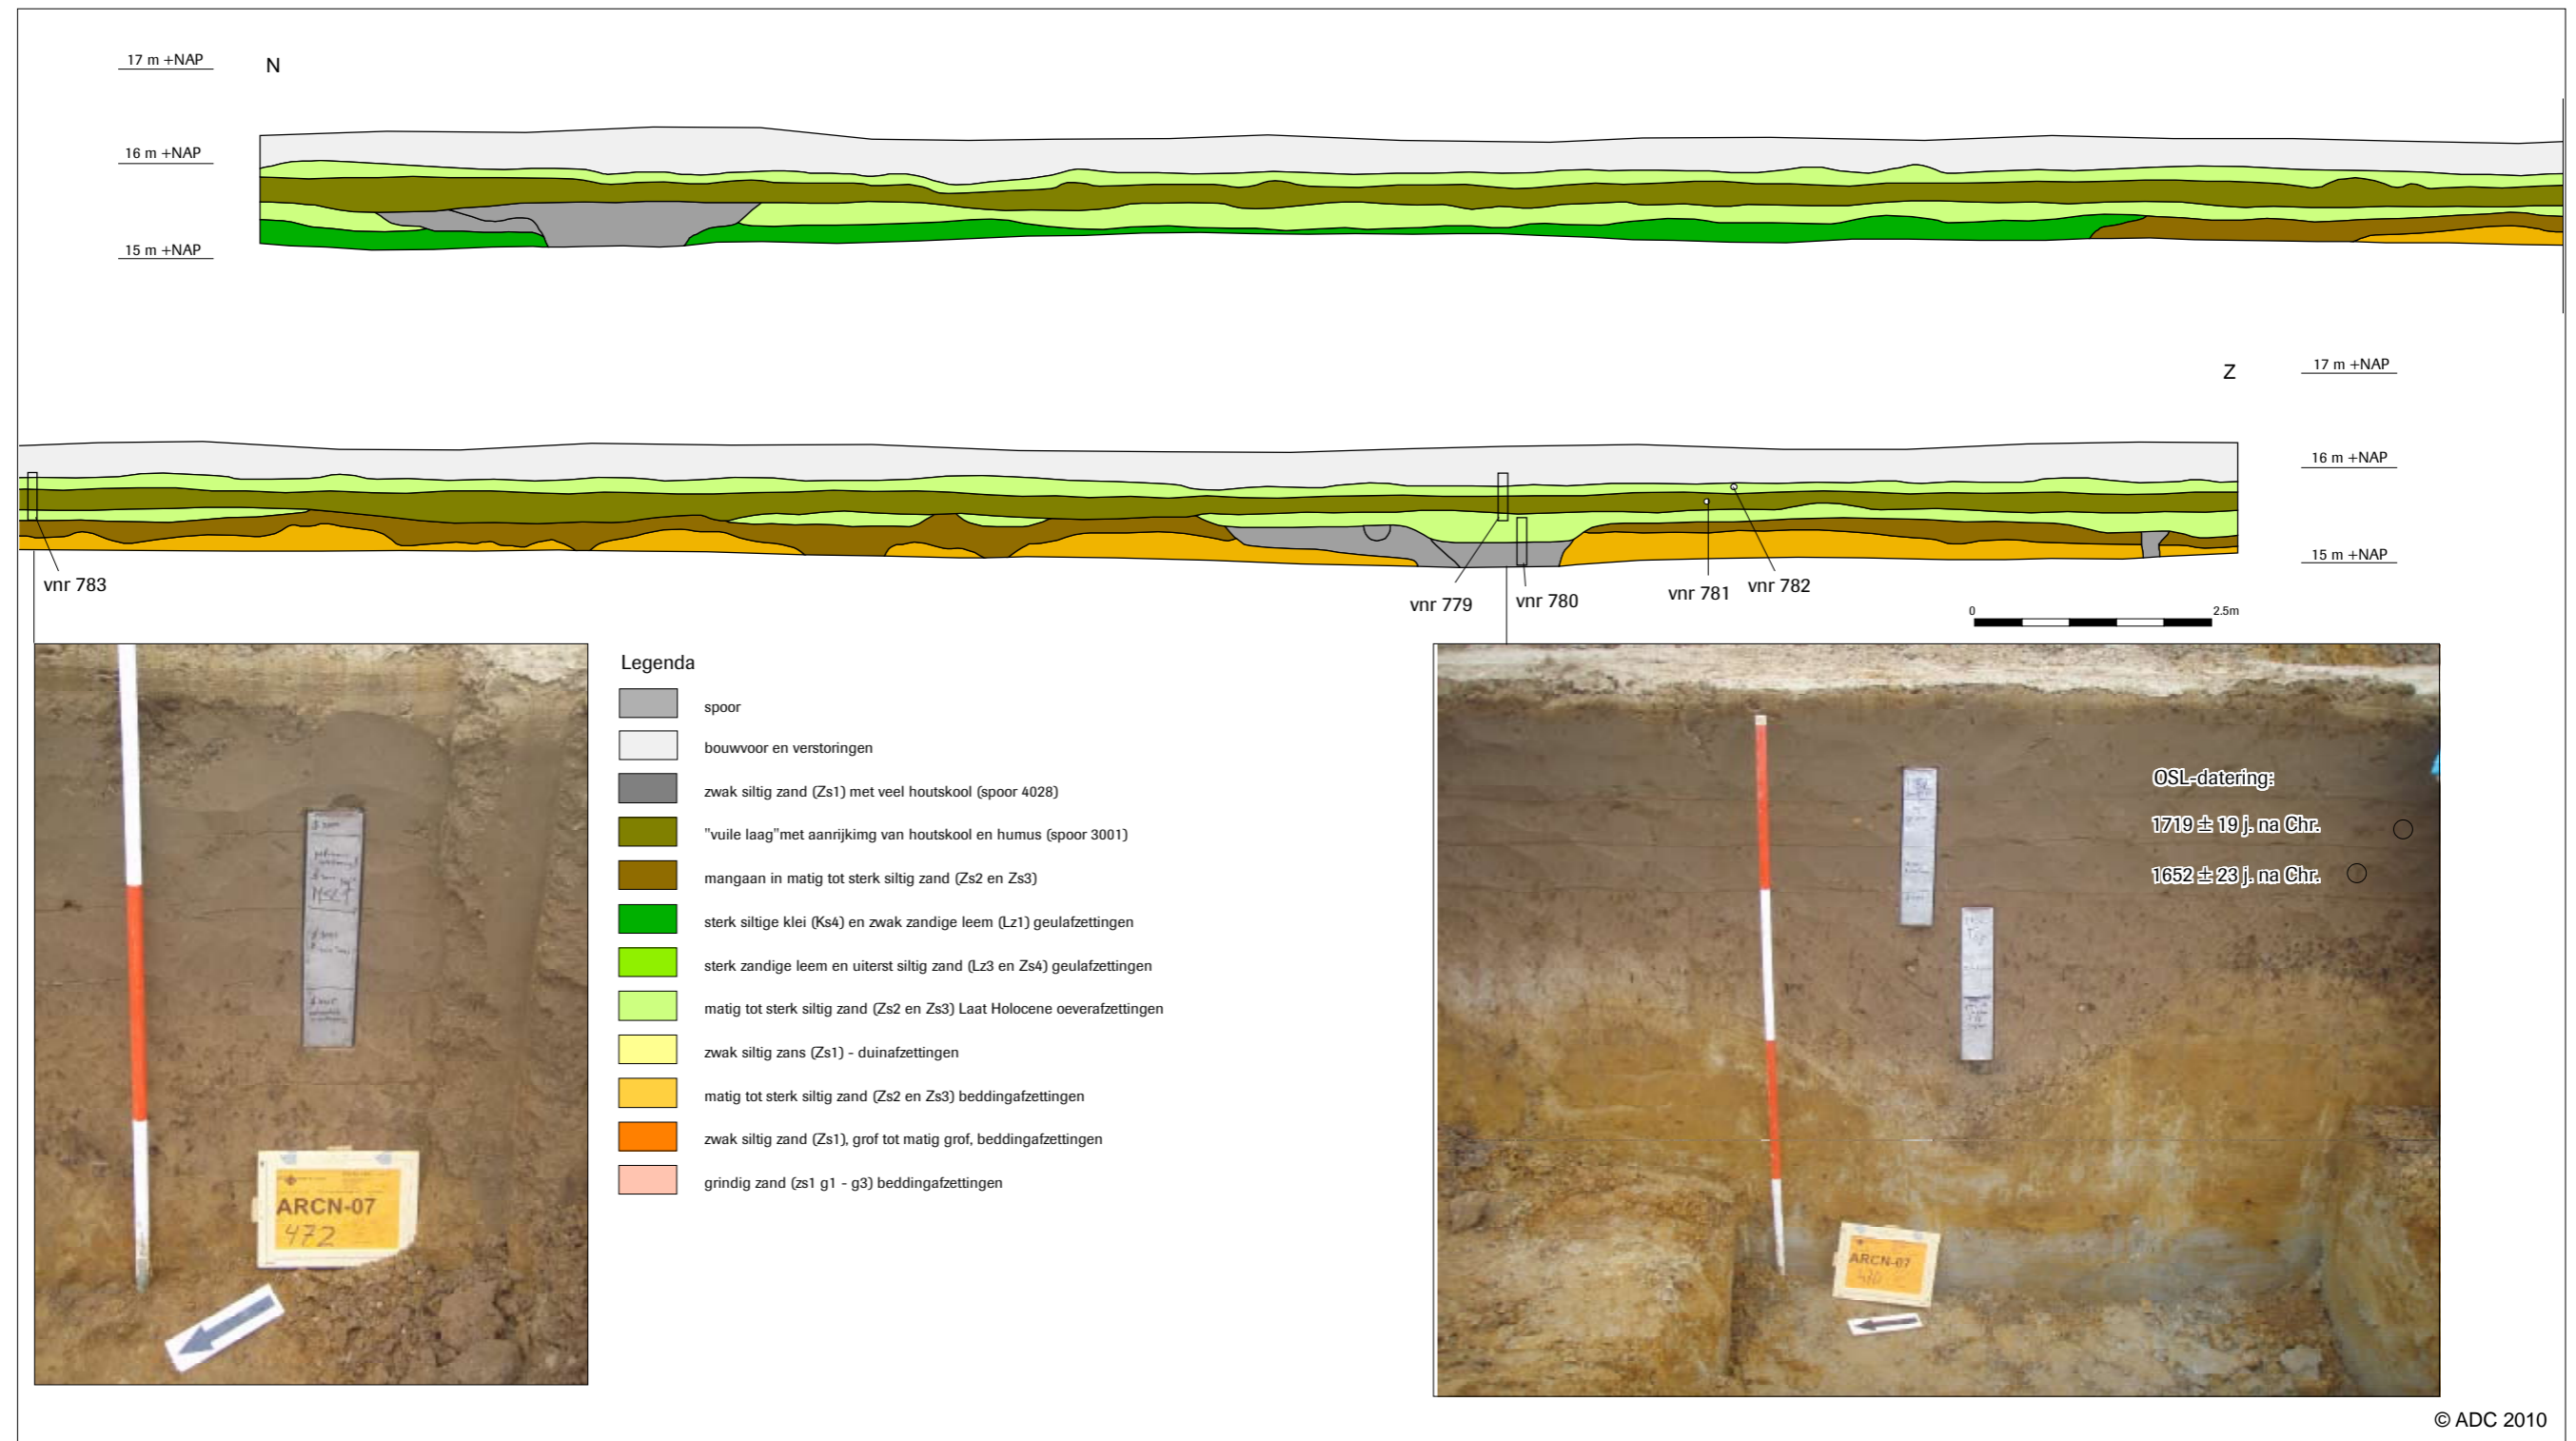 17 m +NAP
N
16 m +NAP
15 m +NAP
Z
17 m +NAP
16 m +NAP
15 m +NAP
vnr 783
vnr 779
vnr 780
vnr 781
vnr 782
0
2.5m
Legenda
spoor
bouwvoor en verstoringen
zwak siltig zand (Zs1) met veel houtskool (spoor 4028)
"vuile laag"met aanrijkimg van houtskool en humus (spoor 3001)
mangaan in matig tot sterk siltig zand (Zs2 en Zs3)
sterk siltige klei (Ks4) en zwak zandige leem (Lz1) geulafzettingen
sterk zandige leem en uiterst siltig zand (Lz3 en Zs4) geulafzettingen
matig tot sterk siltig zand (Zs2 en Zs3) Laat Holocene oeverafzettingen
zwak siltig zans (Zs1) - duinafzettingen
matig tot sterk siltig zand (Zs2 en Zs3) beddingafzettingen
zwak siltig zand (Zs1), grof tot matig grof, beddingafzettingen
grindig zand (zs1 g1 - g3) beddingafzettingen
ARCN-07
472
OSL-datering:
1719 ± 19 j. na Chr.
1652 ± 23 j. na Chr.
ARCN-07
© ADC 2010